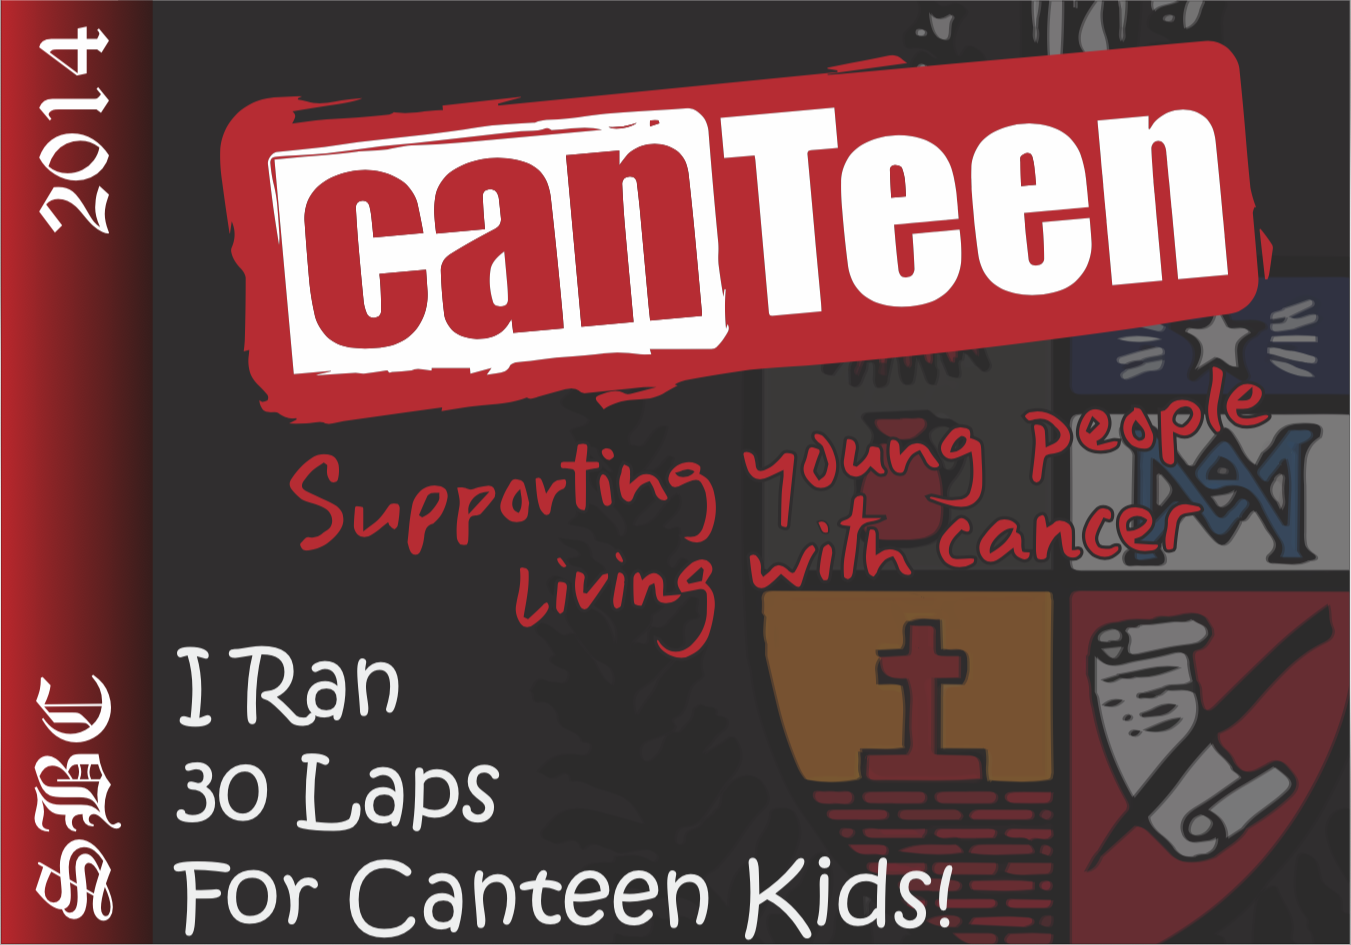 SBC 2014
canTeen
Supporting young people
Living with cancer
I Ran
30 Laps
For Canteen Kids!